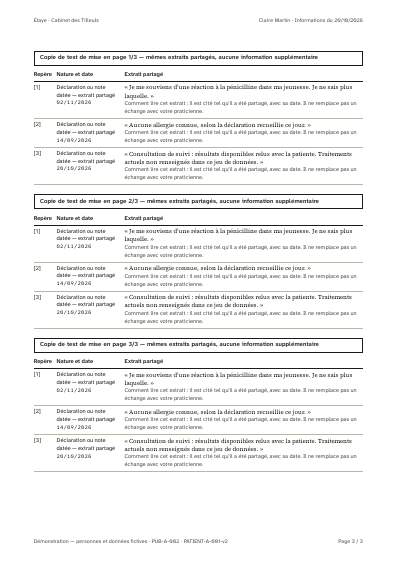 Étaye · Cabinet des Tilleuls
Claire Martin · Informations du 20/10/2026
Copie de test de mise en page 1/3 — mêmes extraits partagés, aucune information supplémentaire
Repère Nature et date Extrait partagé
[1] Déclaration ou note datée — extrait partagé 02/11/2026
« Je me souviens d'une réaction à la pénicilline dans ma jeunesse. Je ne sais plus
laquelle. »
Comment lire cet extrait : il est cité tel qu'il a été partagé, avec sa date. Il ne remplace pas un
échange avec votre praticienne.
[2] Déclaration ou note datée — extrait partagé 14/09/2026
« Aucune allergie connue, selon la déclaration recueillie ce jour. »
Comment lire cet extrait : il est cité tel qu'il a été partagé, avec sa date. Il ne remplace pas un
échange avec votre praticienne.
[3] Déclaration ou note datée — extrait partagé 20/10/2026
« Consultation de suivi : résultats disponibles relus avec la patiente. Traitements
actuels non renseignés dans ce jeu de données. »
Comment lire cet extrait : il est cité tel qu'il a été partagé, avec sa date. Il ne remplace pas un
échange avec votre praticienne.
Copie de test de mise en page 2/3 — mêmes extraits partagés, aucune information supplémentaire
Repère Nature et date Extrait partagé
[1] Déclaration ou note datée — extrait partagé 02/11/2026
« Je me souviens d'une réaction à la pénicilline dans ma jeunesse. Je ne sais plus
laquelle. »
Comment lire cet extrait : il est cité tel qu'il a été partagé, avec sa date. Il ne remplace pas un
échange avec votre praticienne.
[2] Déclaration ou note datée — extrait partagé 14/09/2026
« Aucune allergie connue, selon la déclaration recueillie ce jour. »
Comment lire cet extrait : il est cité tel qu'il a été partagé, avec sa date. Il ne remplace pas un
échange avec votre praticienne.
[3] Déclaration ou note datée — extrait partagé 20/10/2026
« Consultation de suivi : résultats disponibles relus avec la patiente. Traitements
actuels non renseignés dans ce jeu de données. »
Comment lire cet extrait : il est cité tel qu'il a été partagé, avec sa date. Il ne remplace pas un
échange avec votre praticienne.
Copie de test de mise en page 3/3 — mêmes extraits partagés, aucune information supplémentaire
Repère Nature et date Extrait partagé
[1] Déclaration ou note datée — extrait partagé 02/11/2026
« Je me souviens d'une réaction à la pénicilline dans ma jeunesse. Je ne sais plus
laquelle. »
Comment lire cet extrait : il est cité tel qu'il a été partagé, avec sa date. Il ne remplace pas un
échange avec votre praticienne.
[2] Déclaration ou note datée — extrait partagé 14/09/2026
« Aucune allergie connue, selon la déclaration recueillie ce jour. »
Comment lire cet extrait : il est cité tel qu'il a été partagé, avec sa date. Il ne remplace pas un
échange avec votre praticienne.
[3] Déclaration ou note datée — extrait partagé 20/10/2026
« Consultation de suivi : résultats disponibles relus avec la patiente. Traitements
actuels non renseignés dans ce jeu de données. »
Comment lire cet extrait : il est cité tel qu'il a été partagé, avec sa date. Il ne remplace pas un
échange avec votre praticienne.
Démonstration — personnes et données fictives · PUB-A-002 · PATIENT-A-001-v2
Page 3 / 3